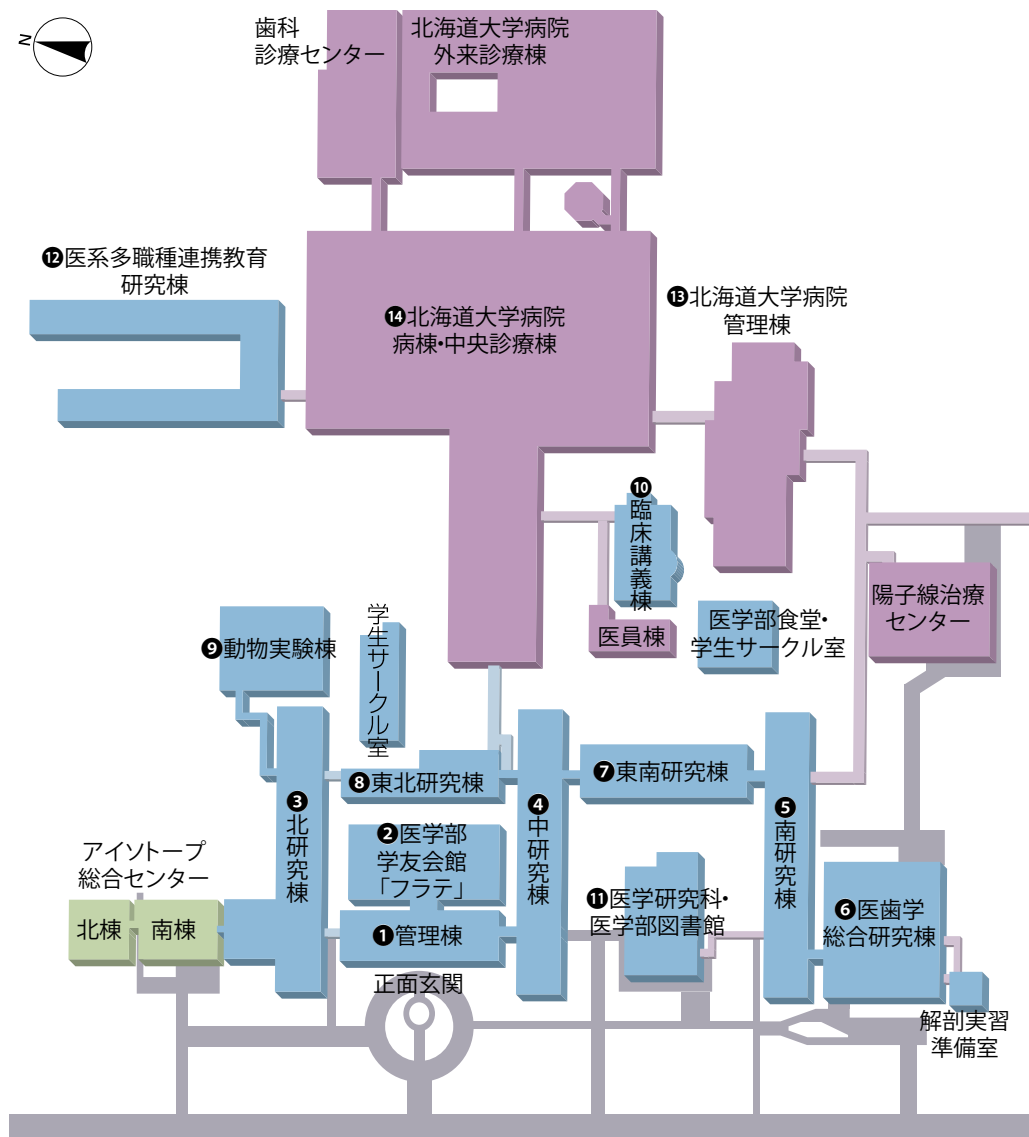 N
歯科
診療センター
北海道大学病院
外来診療棟
⓬医系多職種連携教育
研究棟
⓮北海道大学病院
病棟・中央診療棟
⓭北海道大学病院
管理棟
❿臨床講義棟
医員棟
医学部食堂・
学生サークル室
陽子線治療
センター
❾動物実験棟
学生サークル室
❽東北研究棟
❼東南研究棟
❸北研究棟
❹中研究棟
❺南研究棟
❷医学部
学友会館
「フラテ」
アイソトープ
総合センター
北棟
南棟
❶管理棟
正面玄関
⓫医学研究科・
医学部図書館
❻医歯学
総合研究棟
解剖実習
準備室